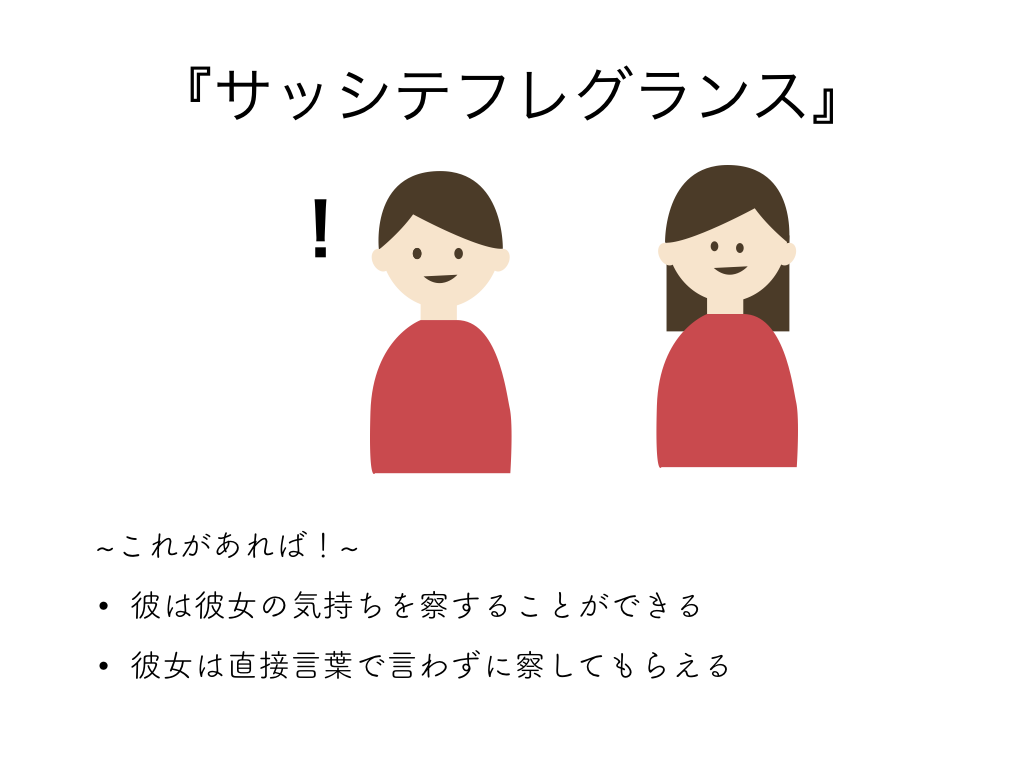 『サッシテフレグランス』
！
~これがあれば！~
• 彼は彼女の気持ちを察することができる
• 彼女は直接言葉で言わずに察してもらえる